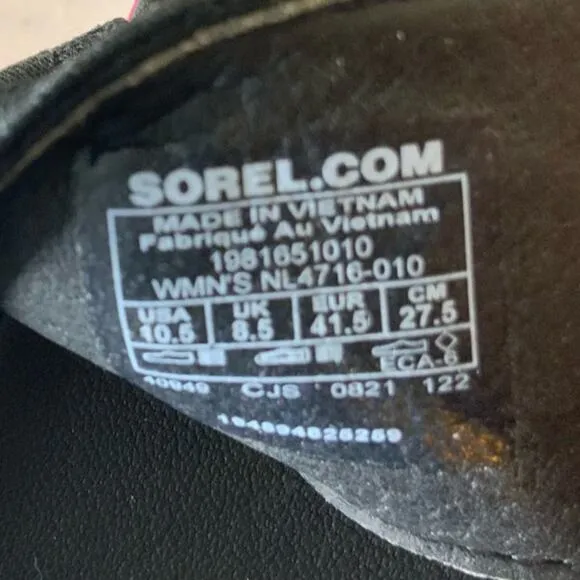 SOREL.COM
MADE IN VIETNAM
Fabriqué Au Vietnam
1981651010
WMN'S NL4716-010
USA UK EUR CM
10.5 8.5 41.5 27.5
ECA-6
40949 CJS 0821 122
194894625259